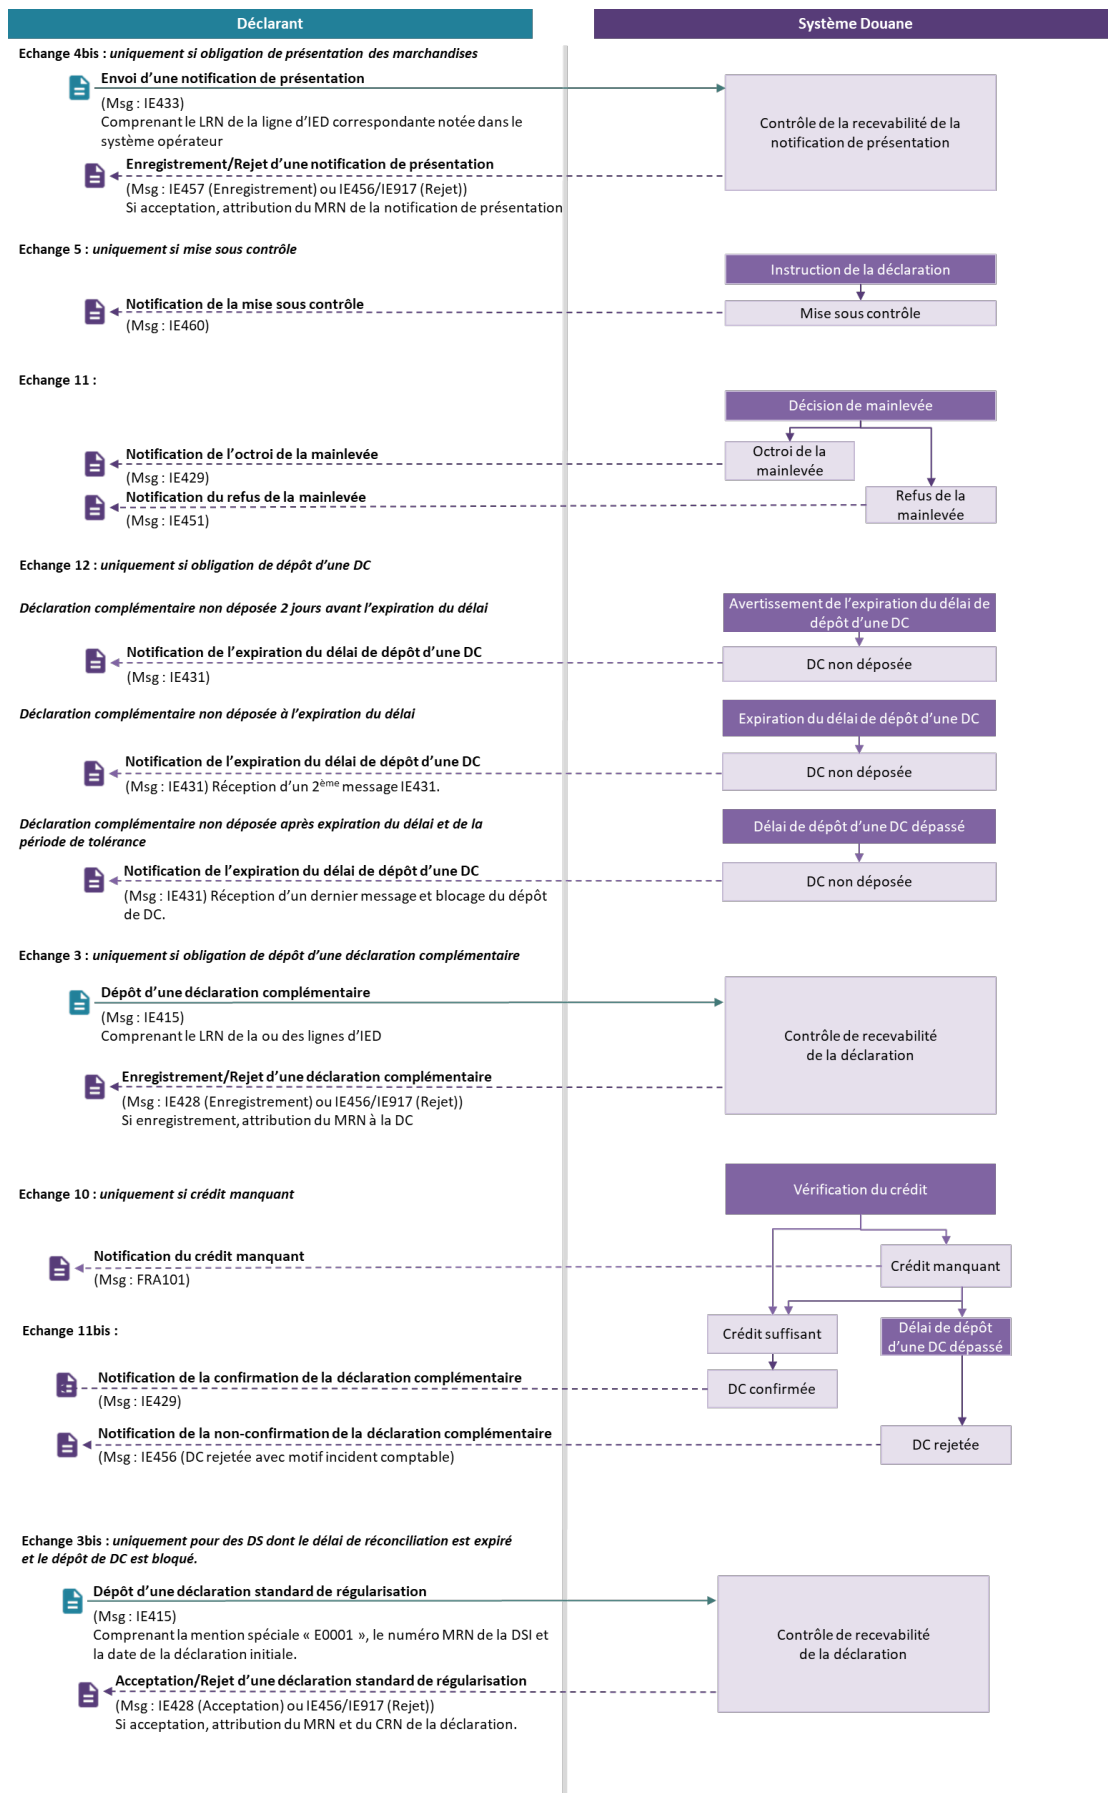 Déclarant
Système Douane
Echange 4bis : uniquement si obligation de présentation des marchandises
Envoi d'une notification de présentation
(Msg : IE433)
Comprenant le LRN de la ligne d'IED correspondante notée dans le
système opérateur
Contrôle de la recevabilité de la
notification de présentation
Enregistrement/Rejet d'une notification de présentation
(Msg : IE457 (Enregistrement) ou IE456/IE917 (Rejet))
Si acceptation, attribution du MRN de la notification de présentation
Echange 5 : uniquement si mise sous contrôle
Instruction de la déclaration
Notification de la mise sous contrôle
(Msg : IE460)
Mise sous contrôle
Echange 11 :
Décision de mainlevée
Notification de l'octroi de la mainlevée
(Msg : IE429)
Octroi de la
mainlevée
Notification du refus de la mainlevée
(Msg : IE451)
Refus de la
mainlevée
Echange 12 : uniquement si obligation de dépôt d'une DC
Déclaration complémentaire non déposée 2 jours avant l'expiration du délai
Avertissement de l'expiration du délai de
dépôt d'une DC
Notification de l'expiration du délai de dépôt d'une DC
(Msg : IE431)
DC non déposée
Déclaration complémentaire non déposée à l'expiration du délai
Expiration du délai de dépôt d'une DC
Notification de l'expiration du délai de dépôt d'une DC
(Msg : IE431) Réception d'un 2ème message IE431.
DC non déposée
Déclaration complémentaire non déposée après expiration du délai et de la
période de tolérance
Délai de dépôt d'une DC dépassé
Notification de l'expiration du délai de dépôt d'une DC
(Msg : IE431) Réception d'un dernier message et blocage du dépôt
de DC.
DC non déposée
Echange 3 : uniquement si obligation de dépôt d'une déclaration complémentaire
Dépôt d'une déclaration complémentaire
(Msg : IE415)
Comprenant le LRN de la ou des lignes d'IED
Contrôle de recevabilité
de la déclaration
Enregistrement/Rejet d'une déclaration complémentaire
(Msg : IE428 (Enregistrement) ou IE456/IE917 (Rejet))
Si enregistrement, attribution du MRN à la DC
Echange 10 : uniquement si crédit manquant
Vérification du crédit
Notification du crédit manquant
(Msg : FRA101)
Crédit manquant
Echange 11bis :
Crédit suffisant
Délai de dépôt
d'une DC dépassé
Notification de la confirmation de la déclaration complémentaire
(Msg : IE429)
DC confirmée
Notification de la non-confirmation de la déclaration complémentaire
(Msg : IE456 (DC rejetée avec motif incident comptable)
DC rejetée
Echange 3bis : uniquement pour des DS dont le délai de réconciliation est expiré
et le dépôt de DC est bloqué.
Dépôt d'une déclaration standard de régularisation
(Msg : IE415)
Comprenant la mention spéciale « E0001 », le numéro MRN de la DSI et
la date de la déclaration initiale.
Contrôle de recevabilité
de la déclaration
Acceptation/Rejet d'une déclaration standard de régularisation
(Msg : IE428 (Acceptation) ou IE456/IE917 (Rejet))
Si acceptation, attribution du MRN et du CRN de la déclaration.